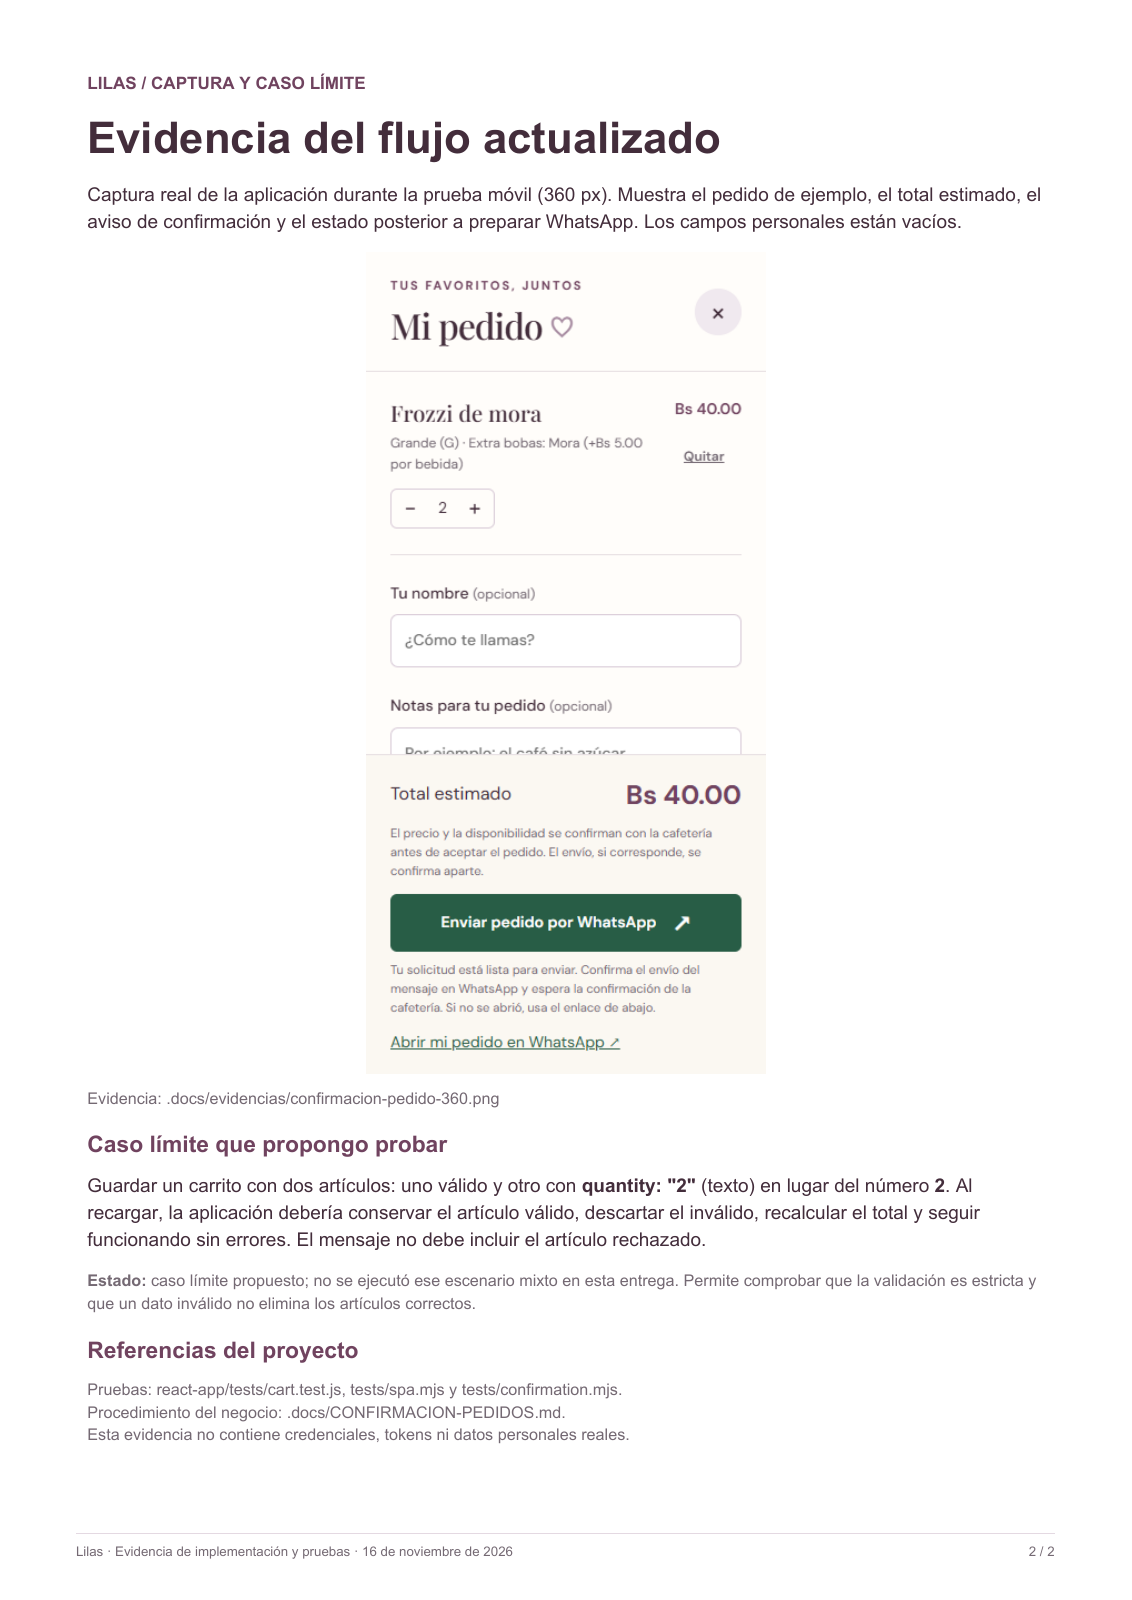 LILAS / CAPTURA Y CASO LÍMITE
Evidencia del flujo actualizado
Captura real de la aplicación durante la prueba móvil (360 px). Muestra el pedido de ejemplo, el total estimado, el
aviso de confirmación y el estado posterior a preparar WhatsApp. Los campos personales están vacíos.
TUS FAVORITOS, JUNTOS
Mi pedido ♡
×
Frozzi de mora
Bs 40.00
Grande (G) · Extra bobas: Mora (+Bs 5.00
por bebida)
Quitar
− 2 +
Tu nombre (opcional)
¿Cómo te llamas?
Notas para tu pedido (opcional)
Por ejemplo: el café sin azúcar
Total estimado
Bs 40.00
El precio y la disponibilidad se confirman con la cafetería
antes de aceptar el pedido. El envío, si corresponde, se
confirma aparte.
Enviar pedido por WhatsApp ↗
Tu solicitud está lista para enviar. Confirma el envío del
mensaje en WhatsApp y espera la confirmación de la
cafetería. Si no se abrió, usa el enlace de abajo.
Abrir mi pedido en WhatsApp ↗
Evidencia: .docs/evidencias/confirmacion-pedido-360.png
Caso límite que propongo probar
Guardar un carrito con dos artículos: uno válido y otro con quantity: "2" (texto) en lugar del número 2. Al
recargar, la aplicación debería conservar el artículo válido, descartar el inválido, recalcular el total y seguir
funcionando sin errores. El mensaje no debe incluir el artículo rechazado.
Estado: caso límite propuesto; no se ejecutó ese escenario mixto en esta entrega. Permite comprobar que la validación es estricta y
que un dato inválido no elimina los artículos correctos.
Referencias del proyecto
Pruebas: react-app/tests/cart.test.js, tests/spa.mjs y tests/confirmation.mjs.
Procedimiento del negocio: .docs/CONFIRMACION-PEDIDOS.md.
Esta evidencia no contiene credenciales, tokens ni datos personales reales.
Lilas · Evidencia de implementación y pruebas · 16 de noviembre de 2026
2 / 2